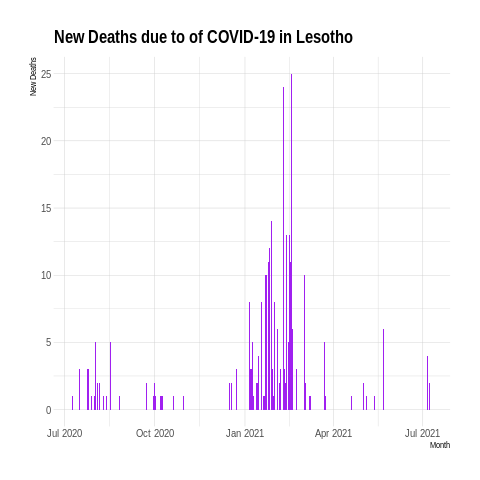 New Deaths due to of COVID-19 in Lesotho
New Deaths
25
20
15
10
5
0
Jul 2020 Oct 2020 Jan 2021 Apr 2021 Jul 2021
Month